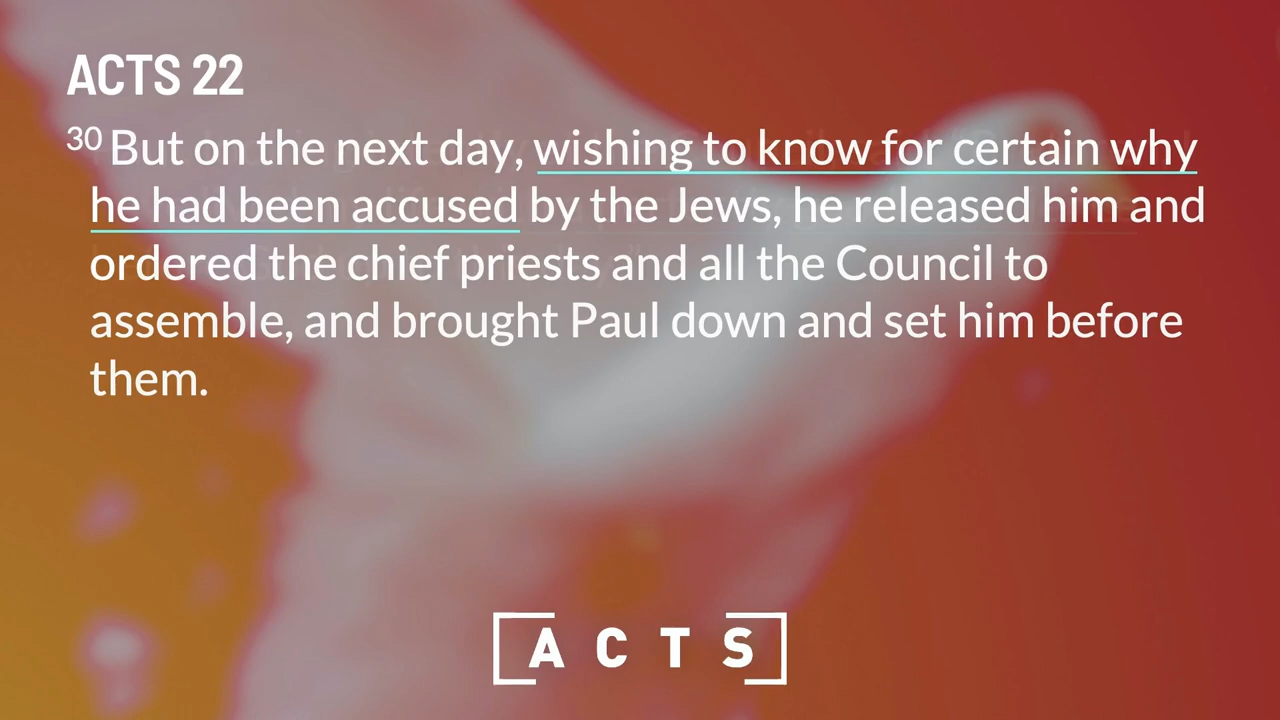 ACTS 22
30 But on the next day, wishing to know for certain why
he had been accused by the Jews, he released him and
ordered the chief priests and all the Council to
assemble, and brought Paul down and set him before
them.
ACTS